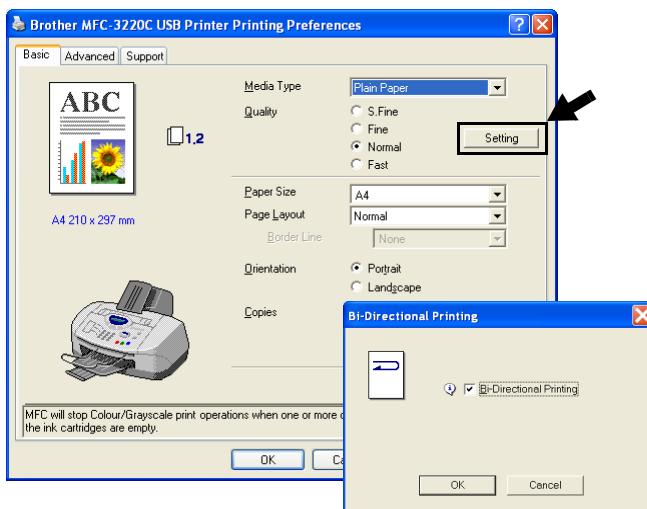 Brother MFC-3220C USB Printer Printing Preferences
Basic
Advanced
Support
ABC
1.2
A4 210 x 297 mm
Media Type
Plain Paper
Quality
S.Fine
Fine
Normal
Fast
Setting
Paper Size
A4
Page Layout
Normal
Border Line
None
Orientation
Portrait
Landscape
Copies
MFC will stop Colour/Grayscale print operations when one or more
the ink cartridges are empty.
OK
Bi-Directional Printing
Bi-Directional Printing
OK
Cancel